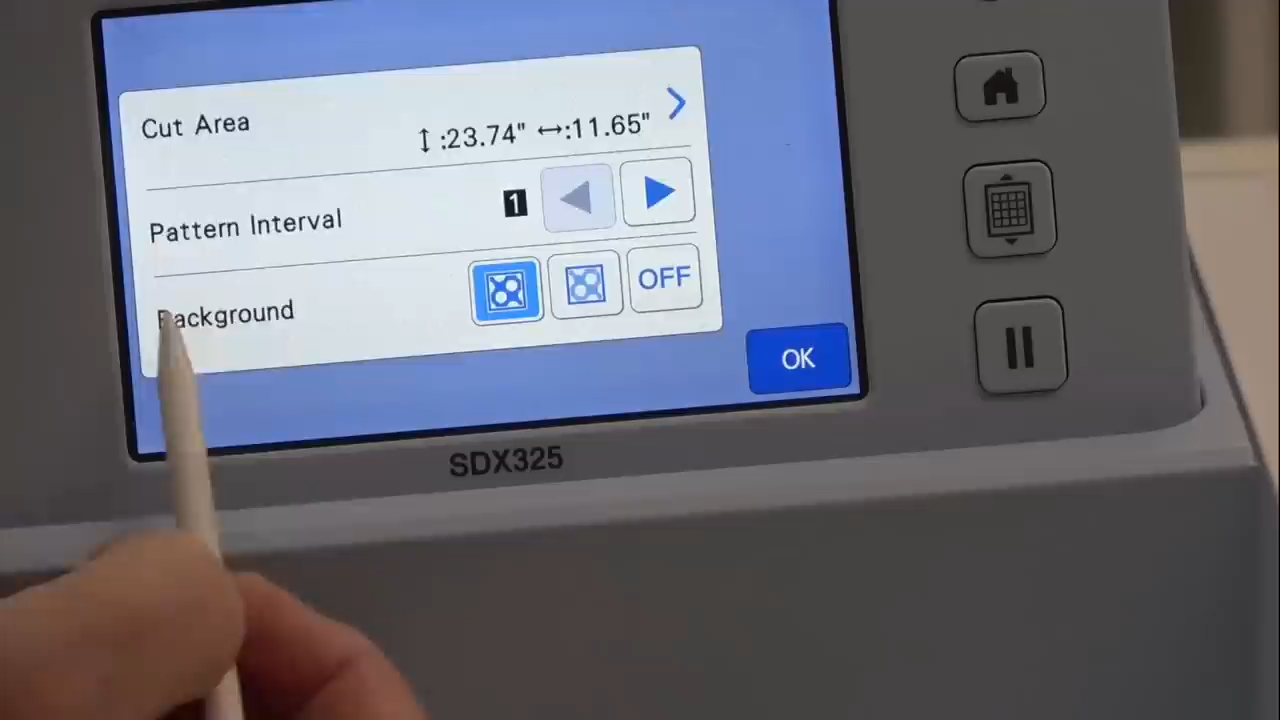 Cut Area
↕:23.74" ↔:11.65"
Pattern Interval
1
Background
OFF
OK
SDX325